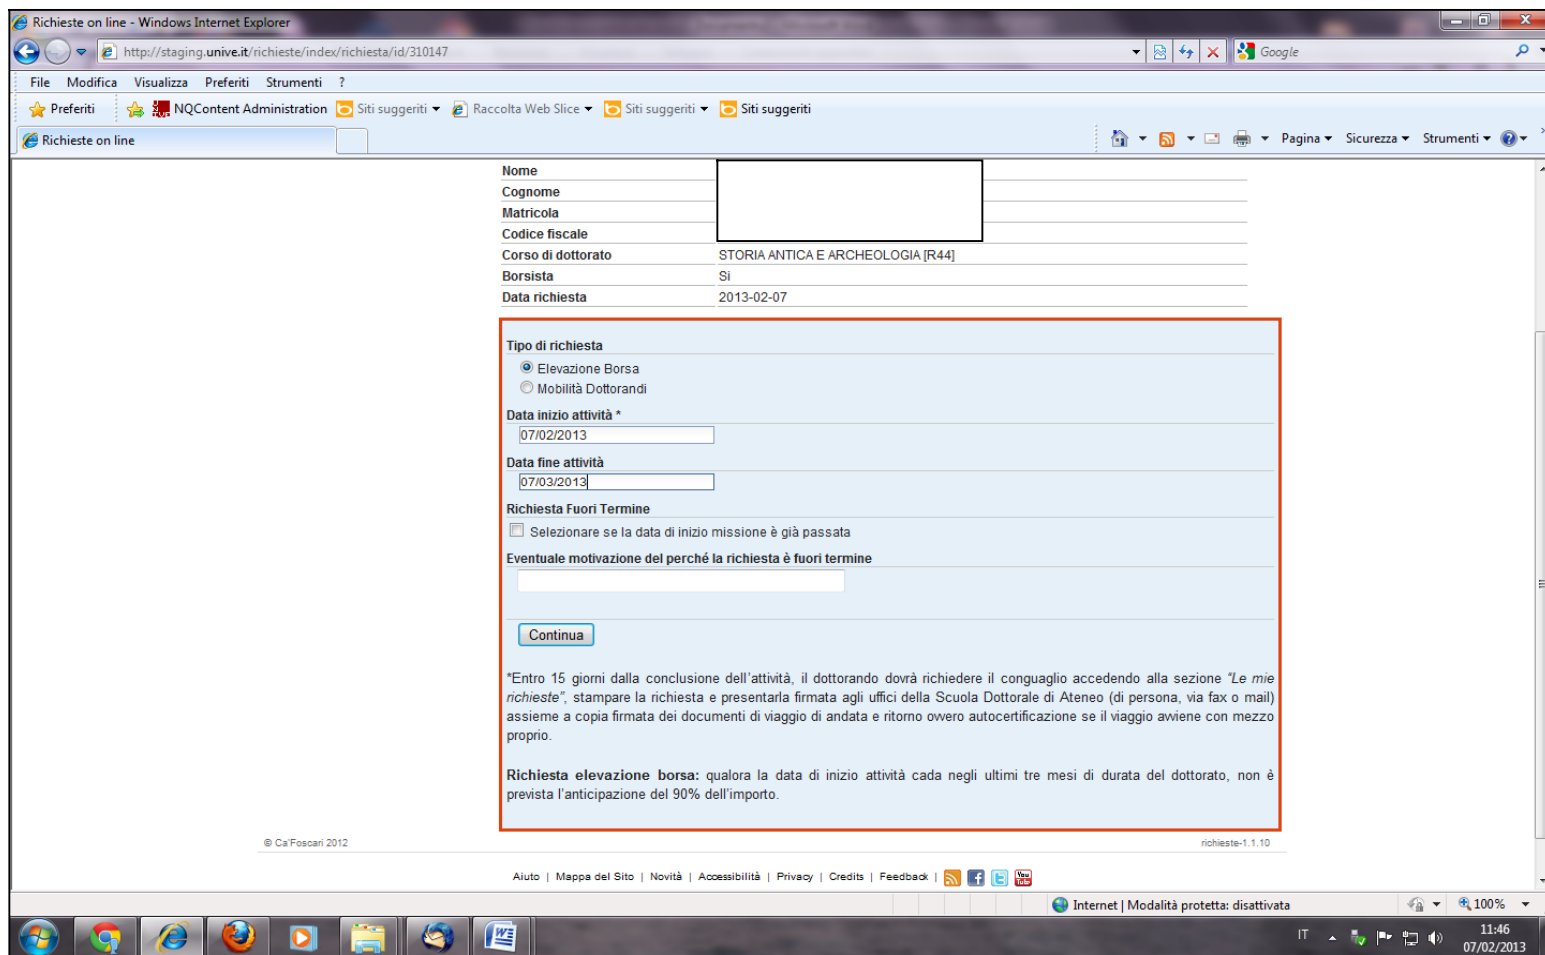 Richieste on line - Windows Internet Explorer
http://staging.unive.it/richieste/index/richiesta/id/310147
Google
File Modifica Visualizza Preferiti Strumenti ?
Preferiti NQContent Administration Siti suggeriti Raccolta Web Slice Siti suggeriti Siti suggeriti
Richieste on line
Pagina Sicurezza Strumenti
Nome
Cognome
Matricola
Codice fiscale
Corso di dottorato STORIA ANTICA E ARCHEOLOGIA [R44]
Borsista Si
Data richiesta 2013-02-07
Tipo di richiesta
Elevazione Borsa
Mobilità Dottorandi
Data inizio attività *
07/02/2013
Data fine attività
07/03/2013
Richiesta Fuori Termine
Selezionare se la data di inizio missione è già passata
Eventuale motivazione del perché la richiesta è fuori termine
Continua
*Entro 15 giorni dalla conclusione dell'attività, il dottorando dovrà richiedere il conguaglio accedendo alla sezione "Le mie
richieste", stampare la richiesta e presentarla firmata agli uffici della Scuola Dottorale di Ateneo (di persona, via fax o mail)
assieme a copia firmata dei documenti di viaggio di andata e ritorno ovvero autocertificazione se il viaggio avviene con mezzo
proprio.
Richiesta elevazione borsa: qualora la data di inizio attività cada negli ultimi tre mesi di durata del dottorato, non è
prevista l'anticipazione del 90% dell'importo.
© Ca'Foscari 2012 richieste-1.1.10
Aiuto | Mappa del Sito | Novità | Accessibilità | Privacy | Credits | Feedback |
You Tube
Internet | Modalità protetta: disattivata 100%
IT 11:46
07/02/2013